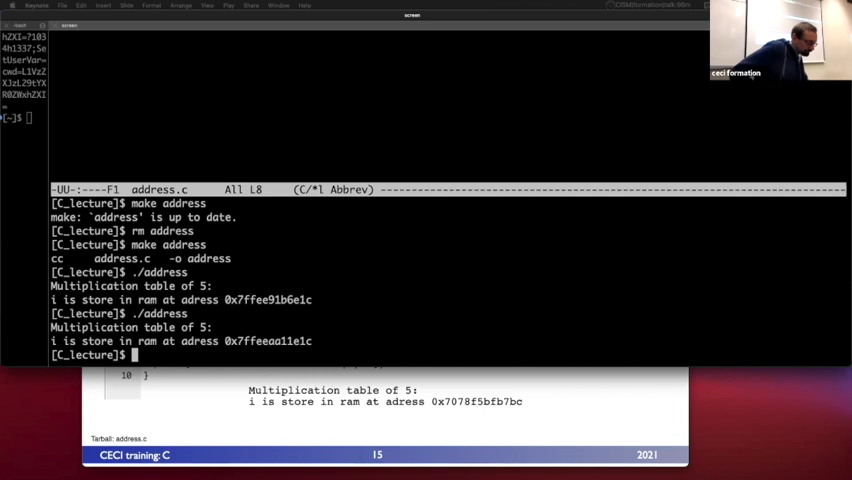 Keynote File Edit Insert Slide Format Arrange View Play Share Window Help
screen
-bash
screen
hZXI=?103
4h1337;Se
tUserVar=
cwd=L1VzZ
XJzL29tYX
R0ZWxhZXI
=
[~]$
ceci formation
-UU-:----F1 address.c All L8 (C/*l Abbrev)
[C_lecture]$ make address
make: `address' is up to date.
[C_lecture]$ rm address
[C_lecture]$ make address
cc address.c -o address
[C_lecture]$ ./address
Multiplication table of 5:
i is store in ram at adress 0x7ffee91b6e1c
[C_lecture]$ ./address
Multiplication table of 5:
i is store in ram at adress 0x7ffeeaa11e1c
[C_lecture]$
10 }
Multiplication table of 5:
i is store in ram at adress 0x7078f5bfb7bc
Tarball: address.c
CECI training: C 15 2021